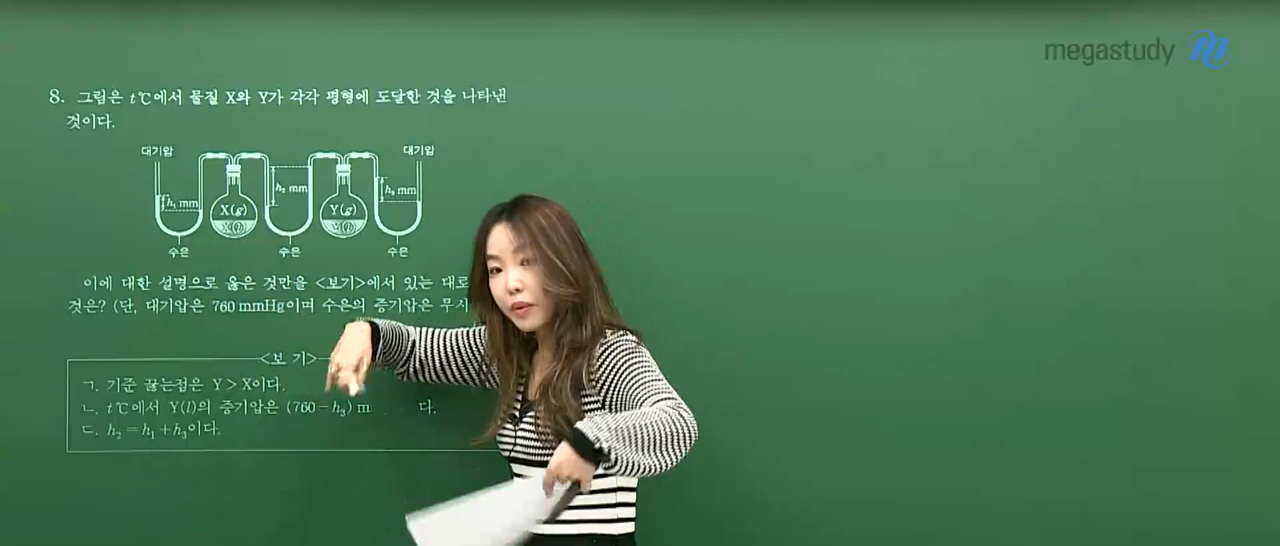 megastudy
8. 그림은 t℃에서 물질 X와 Y가 각각 평형에 도달한 것을 나타낸
것이다.
대기압 대기압
h₁ mm h₂ mm h₃ mm
X(g) Y(g)
X(l) Y(l)
수은 수은 수은
이에 대한 설명으로 옳은 것만을 <보기>에서 있는 대로
것은? (단, 대기압은 760 mmHg이며 수은의 증기압은 무시
<보 기>
ㄱ. 기준 끓는점은 Y > X이다.
ㄴ. t℃에서 Y(l)의 증기압은 (760-h₃) m 다.
ㄷ. h₂ = h₁ + h₃이다.